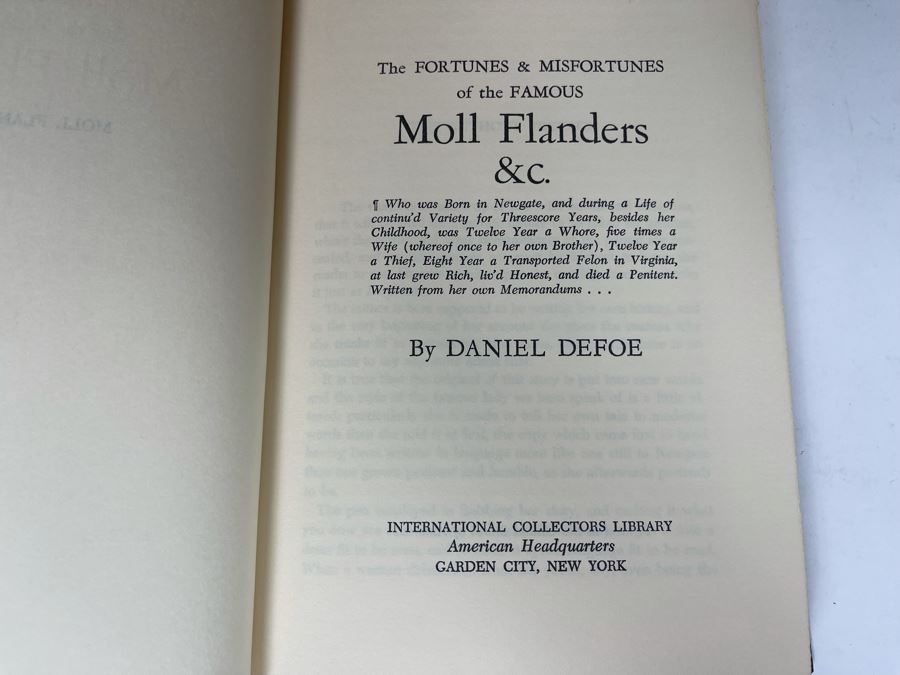 The FORTUNES & MISFORTUNES
of the FAMOUS
Moll Flanders
&c.
¶ Who was Born in Newgate, and during a Life of
continu'd Variety for Threescore Years, besides her
Childhood, was Twelve Year a Whore, five times a
Wife (whereof once to her own Brother), Twelve Year
a Thief, Eight Year a Transported Felon in Virginia,
at last grew Rich, liv'd Honest, and died a Penitent.
Written from her own Memorandums . . .
By DANIEL DEFOE
INTERNATIONAL COLLECTORS LIBRARY
American Headquarters
GARDEN CITY, NEW YORK